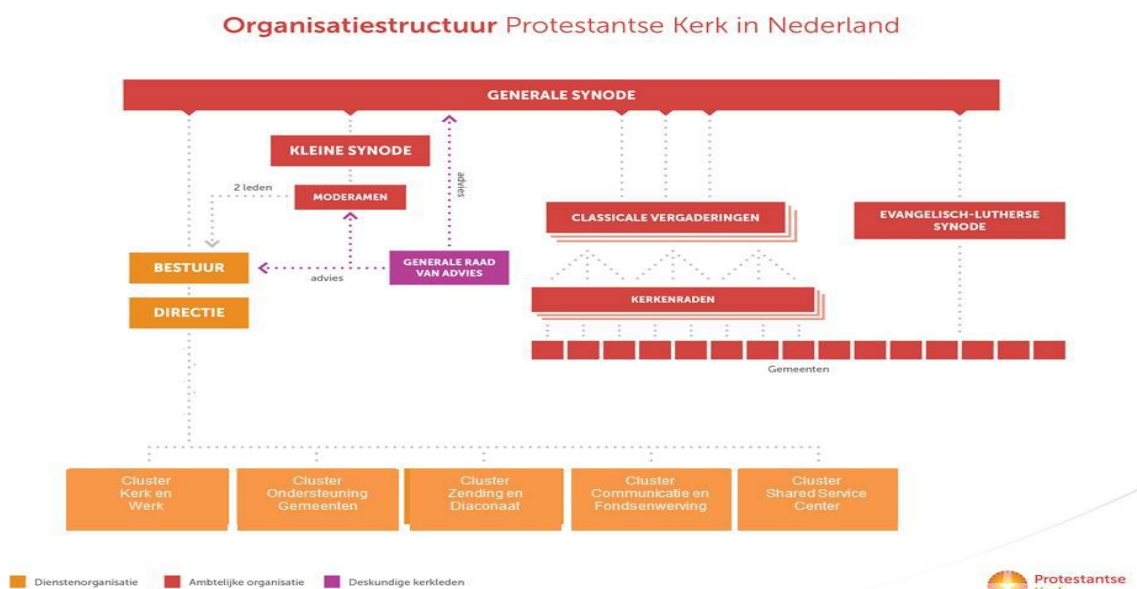 Organisatiestructuur Protestantse Kerk in Nederland
GENERALE SYNODE
KLEINE SYNODE
advies
2 leden
MODERAMEN
CLASSICALE VERGADERINGEN
EVANGELISCH-LUTHERSE
SYNODE
BESTUUR
advies
GENERALE RAAD
VAN ADVIES
DIRECTIE
KERKENRADEN
Gemeenten
Cluster
Kerk en
Werk
Cluster
Ondersteuning
Gemeenten
Cluster
Zending en
Diaconaat
Cluster
Communicatie en
Fondsenwerving
Cluster
Shared Service
Center
Dienstenorganisatie
Ambtelijke organisatie
Deskundige kerkleden
Protestantse